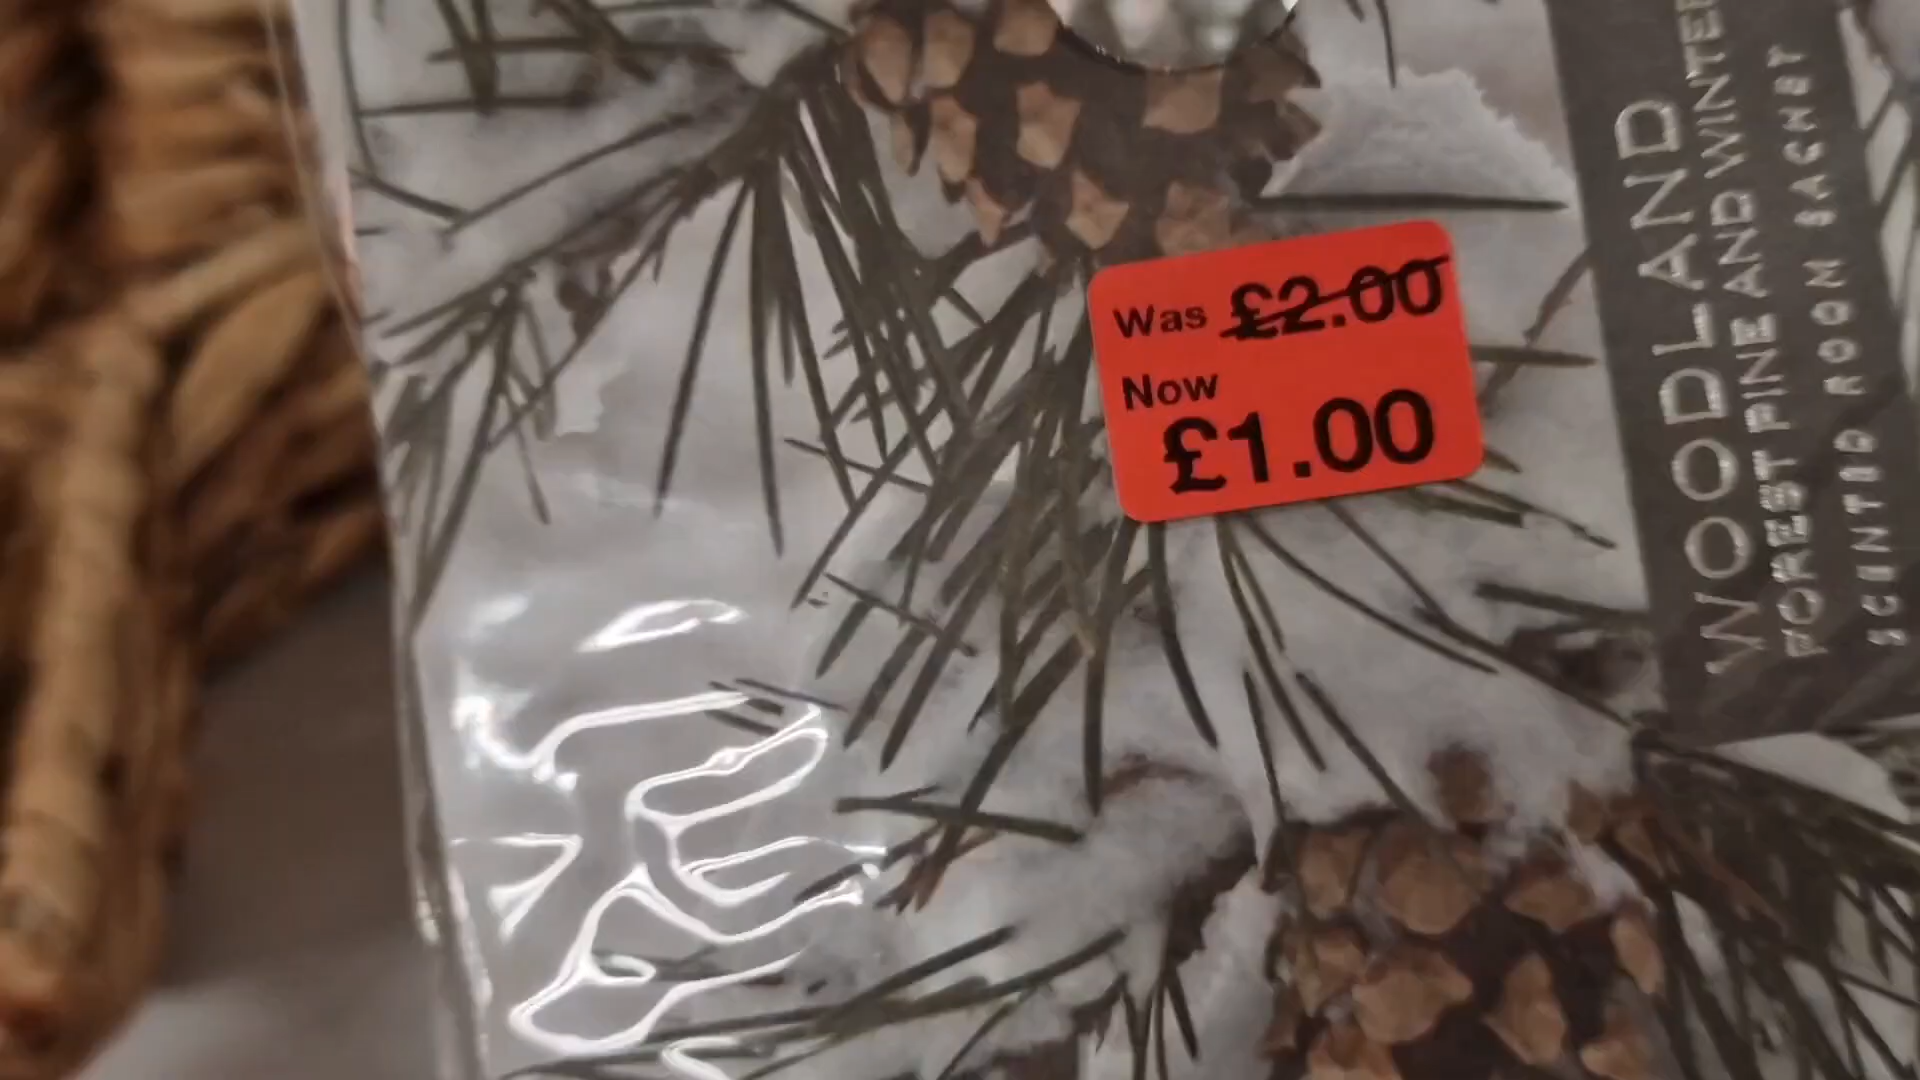 Was £2.00
Now
£1.00
WOODLAND
FOREST PINE AND WINTER
SCENTED ROOM SACHET